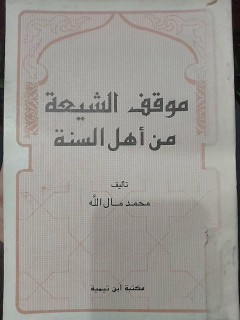 موقف الشيعة
من أهل السنة
تأليف
محمد مال الله
مكتبة ابن تيمية